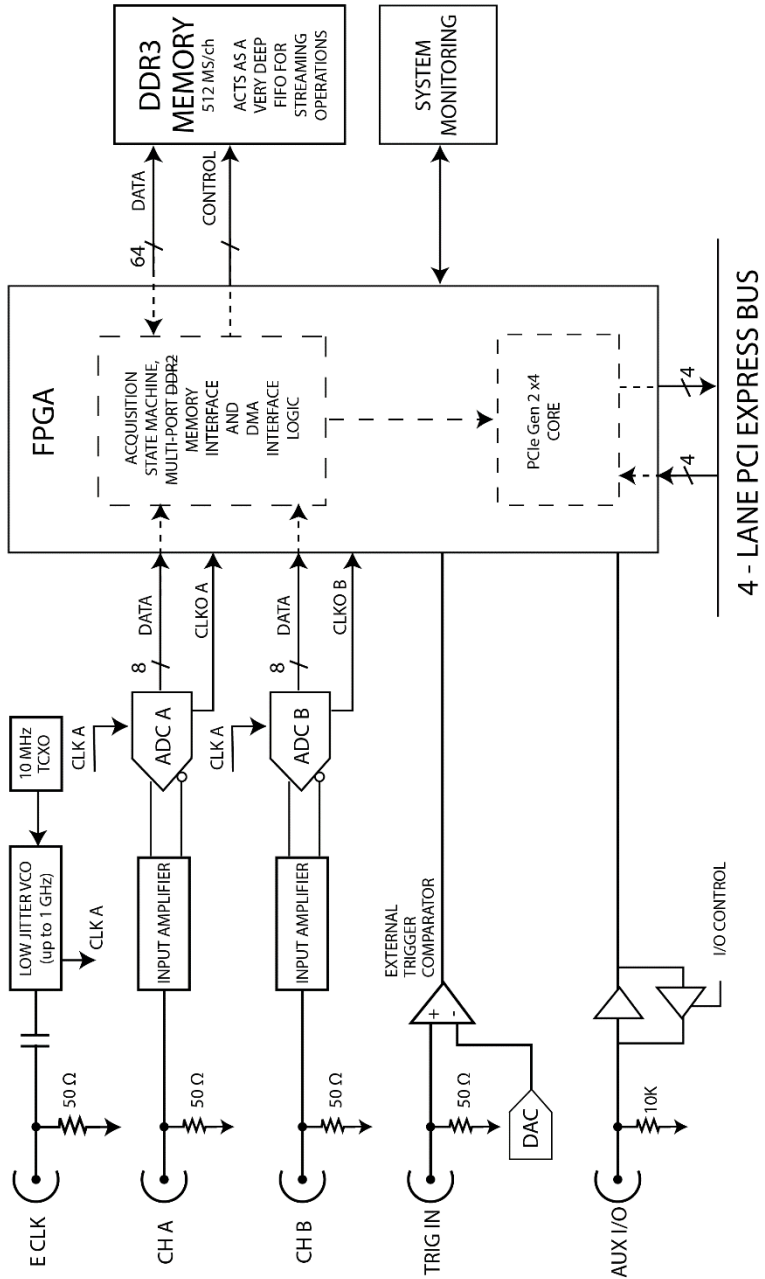 E CLK
50 Ω
LOW JITTER VCO
(up to 1 GHz)
CLK A
10 MHz
TCXO
CH A
50 Ω
INPUT AMPLIFIER
CLK A
ADC A
8
DATA
CLKO A
CH B
50 Ω
INPUT AMPLIFIER
CLK A
ADC B
8
DATA
CLKO B
TRIG IN
50 Ω
DAC
+
-
EXTERNAL
TRIGGER
COMPARATOR
AUX I/O
10K
I/O CONTROL
FPGA
ACQUISITION
STATE MACHINE,
MULTI-PORT DDR2
MEMORY
INTERFACE
AND
DMA
INTERFACE
LOGIC
PCIe Gen 2 x4
CORE
64
DATA
CONTROL
DDR3
MEMORY
512 MS/ch
ACTS AS A
VERY DEEP
FIFO FOR
STREAMING
OPERATIONS
SYSTEM
MONITORING
4
4
4 - LANE PCI EXPRESS BUS